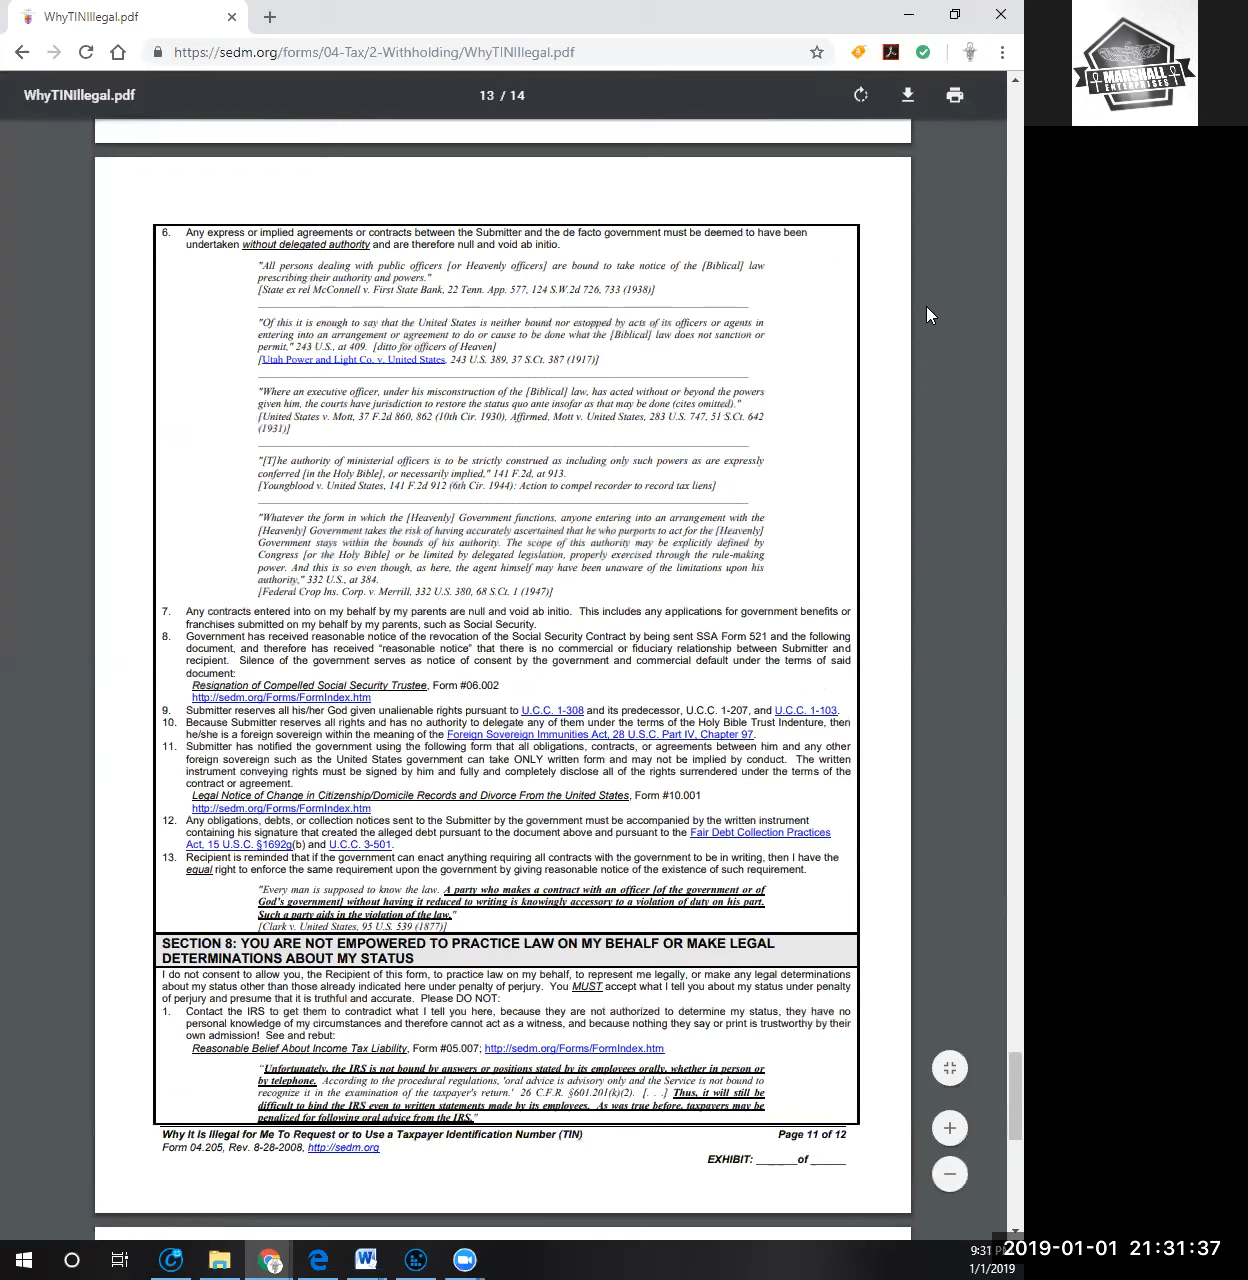 WhyTINIllegal.pdf
https://sedm.org/forms/04-Tax/2-Withholding/WhyTINIllegal.pdf
MARSHALL
ENTERPRISES
WhyTINIllegal.pdf
13 / 14
6. Any express or implied agreements or contracts between the Submitter and the de facto government must be deemed to have been
undertaken without delegated authority and are therefore null and void ab initio.
"All persons dealing with public officers [or Heavenly officers] are bound to take notice of the [Biblical] law
prescribing their authority and powers."
[State ex rel McConnell v. First State Bank, 22 Tenn. App. 577, 124 S.W.2d 726, 733 (1938)]
"Of this it is enough to say that the United States is neither bound nor estopped by acts of its officers or agents in
entering into an arrangement or agreement to do or cause to be done what the [Biblical] law does not sanction or
permit," 243 U.S., at 409. [ditto for officers of Heaven]
[Utah Power and Light Co. v. United States, 243 U.S. 389, 37 S.Ct. 387 (1917)]
"Where an executive officer, under his misconstruction of the [Biblical] law, has acted without or beyond the powers
given him, the courts have jurisdiction to restore the status quo ante insofar as that may be done (cites omitted)."
[United States v. Mott, 37 F.2d 860, 862 (10th Cir. 1930), Affirmed, Mott v. United States, 283 U.S. 747, 51 S.Ct. 642
(1931)]
"[T]he authority of ministerial officers is to be strictly construed as including only such powers as are expressly
conferred [in the Holy Bible], or necessarily implied," 141 F.2d, at 913.
[Youngblood v. United States, 141 F.2d 912 (6th Cir. 1944): Action to compel recorder to record tax liens]
"Whatever the form in which the [Heavenly] Government functions, anyone entering into an arrangement with the
[Heavenly] Government takes the risk of having accurately ascertained that he who purports to act for the [Heavenly]
Government stays within the bounds of his authority. The scope of this authority may be explicitly defined by
Congress [or the Holy Bible] or be limited by delegated legislation, properly exercised through the rule-making
power. And this is so even though, as here, the agent himself may have been unaware of the limitations upon his
authority," 332 U.S., at 384.
[Federal Crop Ins. Corp. v. Merrill, 332 U.S. 380, 68 S.Ct. 1 (1947)]
7. Any contracts entered into on my behalf by my parents are null and void ab initio. This includes any applications for government benefits or
franchises submitted on my behalf by my parents, such as Social Security.
8. Government has received reasonable notice of the revocation of the Social Security Contract by being sent SSA Form 521 and the following
document, and therefore has received "reasonable notice" that there is no commercial or fiduciary relationship between Submitter and
recipient. Silence of the government serves as notice of consent by the government and commercial default under the terms of said
document:
Resignation of Compelled Social Security Trustee, Form #06.002
http://sedm.org/Forms/FormIndex.htm
9. Submitter reserves all his/her God given unalienable rights pursuant to U.C.C. 1-308 and its predecessor, U.C.C. 1-207, and U.C.C. 1-103.
10. Because Submitter reserves all rights and has no authority to delegate any of them under the terms of the Holy Bible Trust Indenture, then
he/she is a foreign sovereign within the meaning of the Foreign Sovereign Immunities Act, 28 U.S.C. Part IV, Chapter 97.
11. Submitter has notified the government using the following form that all obligations, contracts, or agreements between him and any other
foreign sovereign such as the United States government can take ONLY written form and may not be implied by conduct. The written
instrument conveying rights must be signed by him and fully and completely disclose all of the rights surrendered under the terms of the
contract or agreement.
Legal Notice of Change in Citizenship/Domicile Records and Divorce From the United States, Form #10.001
http://sedm.org/Forms/FormIndex.htm
12. Any obligations, debts, or collection notices sent to the Submitter by the government must be accompanied by the written instrument
containing his signature that created the alleged debt pursuant to the document above and pursuant to the Fair Debt Collection Practices
Act, 15 U.S.C. §1692g(b) and U.C.C. 3-501.
13. Recipient is reminded that if the government can enact anything requiring all contracts with the government to be in writing, then I have the
equal right to enforce the same requirement upon the government by giving reasonable notice of the existence of such requirement.
"Every man is supposed to know the law. A party who makes a contract with an officer [of the government or of
God's government] without having it reduced to writing is knowingly accessory to a violation of duty on his part.
Such a party aids in the violation of the law."
[Clark v. United States, 95 U.S. 539 (1877)]
SECTION 8: YOU ARE NOT EMPOWERED TO PRACTICE LAW ON MY BEHALF OR MAKE LEGAL
DETERMINATIONS ABOUT MY STATUS
I do not consent to allow you, the Recipient of this form, to practice law on my behalf, to represent me legally, or make any legal determinations
about my status other than those already indicated here under penalty of perjury. You MUST accept what I tell you about my status under penalty
of perjury and presume that it is truthful and accurate. Please DO NOT:
1. Contact the IRS to get them to contradict what I tell you here, because they are not authorized to determine my status, they have no
personal knowledge of my circumstances and therefore cannot act as a witness, and because nothing they say or print is trustworthy by their
own admission! See and rebut:
Reasonable Belief About Income Tax Liability, Form #05.007; http://sedm.org/Forms/FormIndex.htm
"Unfortunately, the IRS is not bound by answers or positions stated by its employees orally, whether in person or
by telephone. According to the procedural regulations, 'oral advice is advisory only and the Service is not bound to
recognize it in the examination of the taxpayer's return.' 26 C.F.R. §601.201(k)(2). [. . .] Thus, it will still be
difficult to bind the IRS even to written statements made by its employees. As was true before, taxpayers may be
penalized for following oral advice from the IRS."
Why It Is Illegal for Me To Request or to Use a Taxpayer Identification Number (TIN) Page 11 of 12
Form 04.205, Rev. 8-28-2008, http://sedm.org
EXHIBIT: ______of______
9:31
2019-01-01 21:31:37
1/1/2019